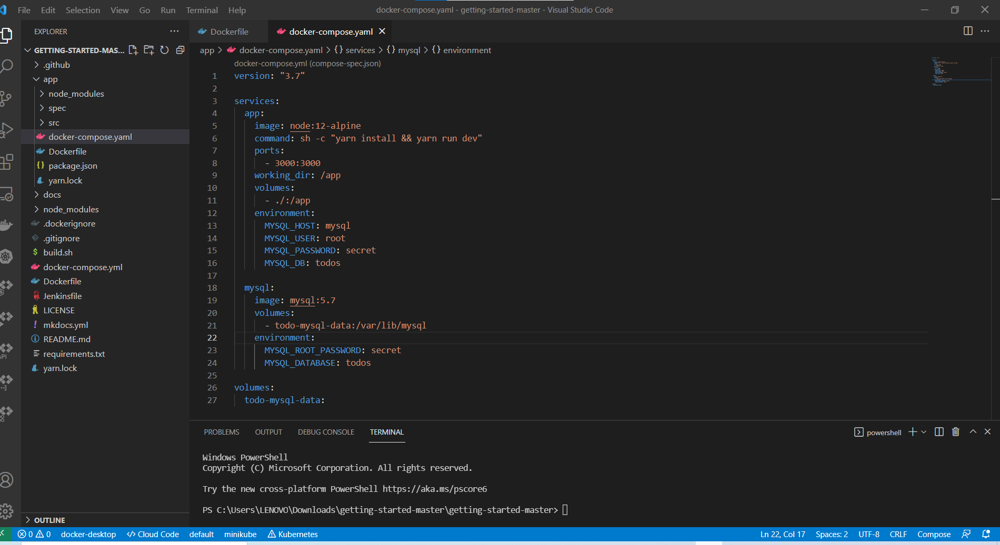 File Edit Selection View Go Run Terminal Help
docker-compose.yaml - getting-started-master - Visual Studio Code
EXPLORER
GETTING-STARTED-MAS...
.github
app
node_modules
spec
src
docker-compose.yaml
Dockerfile
package.json
yarn.lock
docs
node_modules
.dockerignore
.gitignore
build.sh
docker-compose.yml
Dockerfile
Jenkinsfile
LICENSE
mkdocs.yml
README.md
requirements.txt
yarn.lock
OUTLINE
Dockerfile docker-compose.yaml
app > docker-compose.yaml > {} services > {} mysql > {} environment
docker-compose.yml (compose-spec.json)
1 version: "3.7"
2
3 services:
4 app:
5 image: node:12-alpine
6 command: sh -c "yarn install && yarn run dev"
7 ports:
8 - 3000:3000
9 working_dir: /app
10 volumes:
11 - ./:/app
12 environment:
13 MYSQL_HOST: mysql
14 MYSQL_USER: root
15 MYSQL_PASSWORD: secret
16 MYSQL_DB: todos
17
18 mysql:
19 image: mysql:5.7
20 volumes:
21 - todo-mysql-data:/var/lib/mysql
22 environment:
23 MYSQL_ROOT_PASSWORD: secret
24 MYSQL_DATABASE: todos
25
26 volumes:
27 todo-mysql-data:
PROBLEMS OUTPUT DEBUG CONSOLE TERMINAL
powershell
Windows PowerShell
Copyright (C) Microsoft Corporation. All rights reserved.
Try the new cross-platform PowerShell https://aka.ms/pscore6
PS C:\Users\LENOVO\Downloads\getting-started-master\getting-started-master>
0 0 docker-desktop </> Cloud Code default minikube Kubernetes
Ln 22, Col 17 Spaces: 2 UTF-8 CRLF Compose